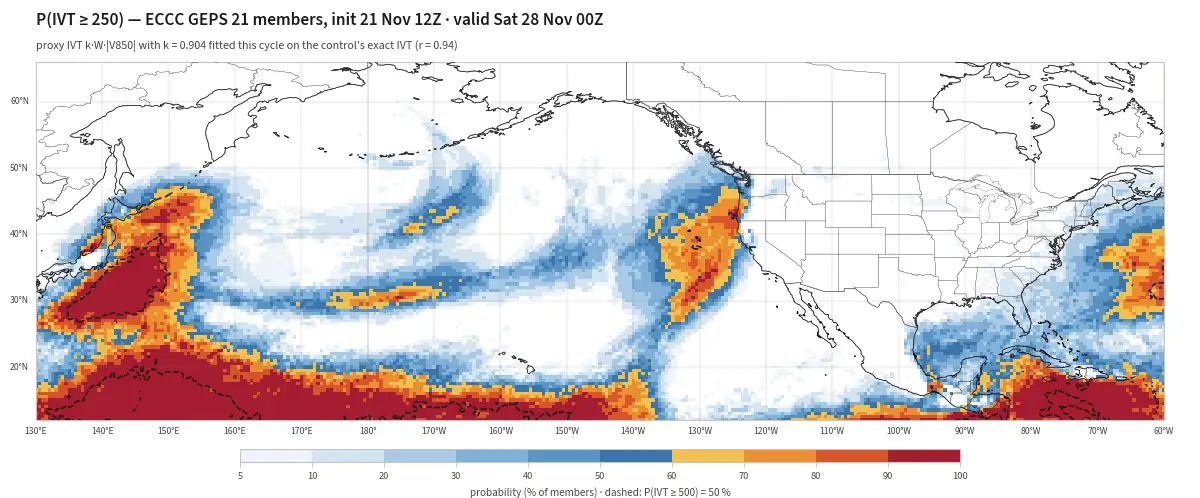 P(IVT ≥ 250) — ECCC GEPS 21 members, init 21 Nov 12Z · valid Sat 28 Nov 00Z
proxy IVT k·W·|V850| with k = 0.904 fitted this cycle on the control's exact IVT (r = 0.94)
60°N
50°N
40°N
30°N
20°N
130°E 140°E 150°E 160°E 170°E 180° 170°W 160°W 150°W 140°W 130°W 120°W 110°W 100°W 90°W 80°W 70°W 60°W
5 10 20 30 40 50 60 70 80 90 100
probability (% of members) · dashed: P(IVT ≥ 500) = 50 %